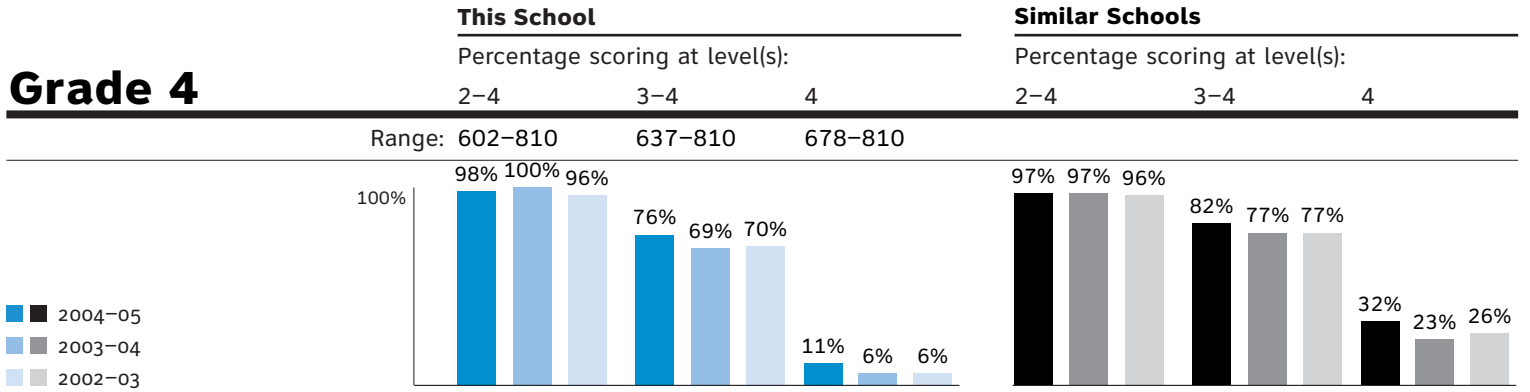 This School Similar Schools
Percentage scoring at level(s): Percentage scoring at level(s):
Grade 4 2–4 3–4 4 2–4 3–4 4
Range: 602–810 637–810 678–810
98% 100% 96% 76% 69% 70% 11% 6% 6% 97% 97% 96% 82% 77% 77% 32% 23% 26%
100%
2004–05
2003–04
2002–03